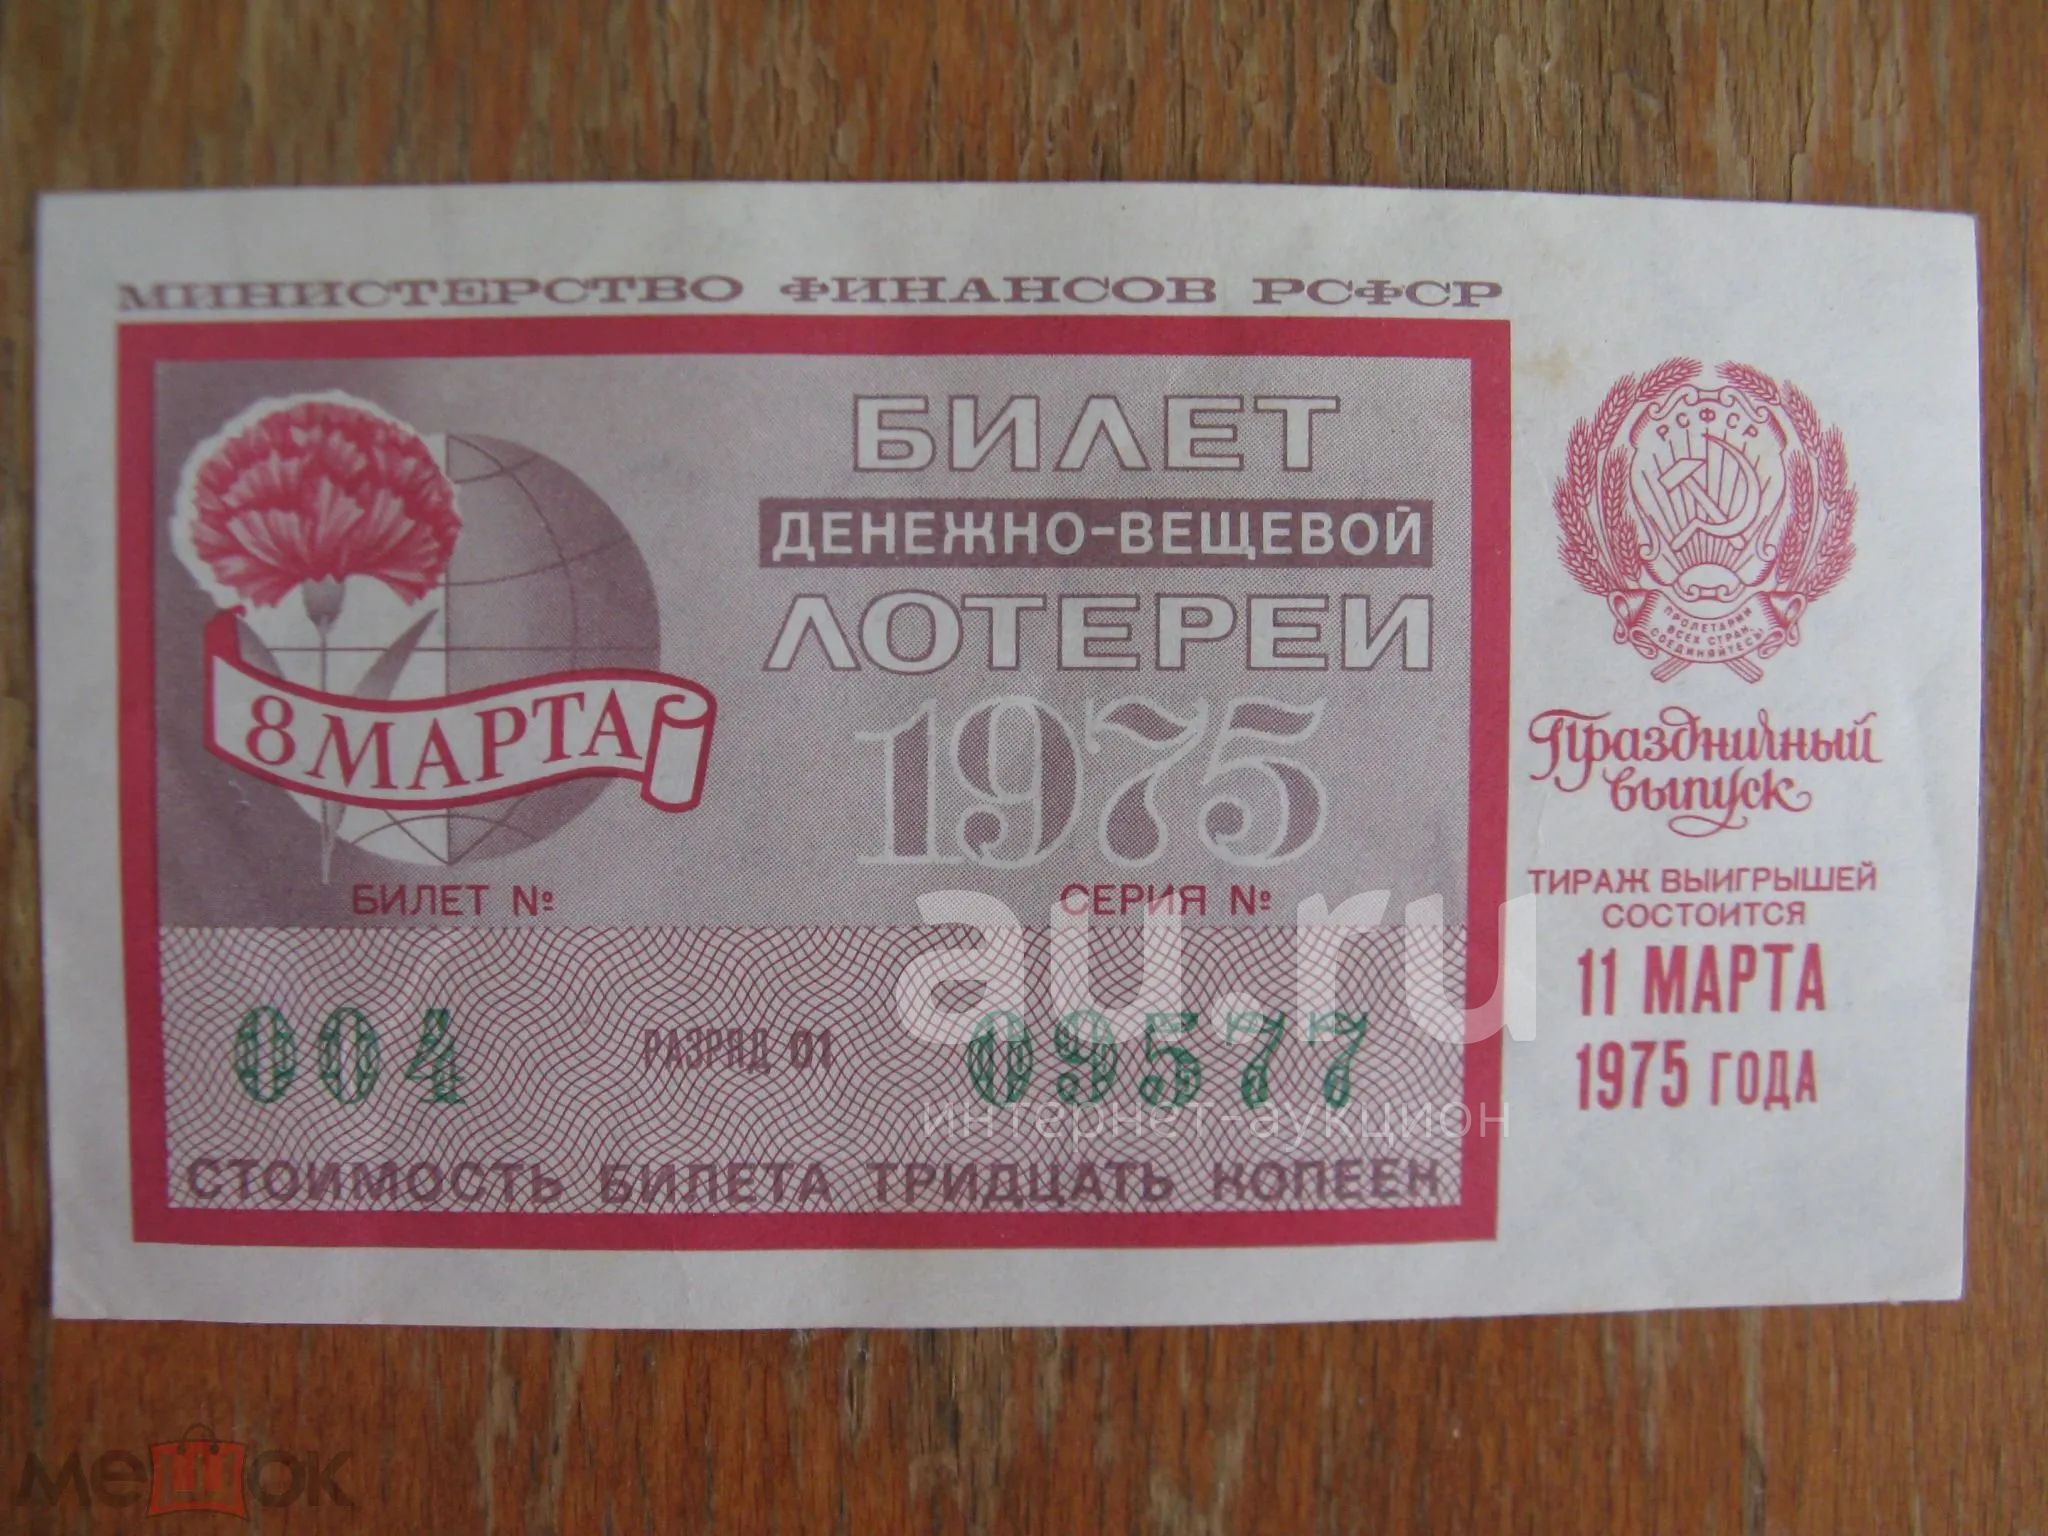 МИНИСТЕРСТВО ФИНАНСОВ РСФСР
БИЛЕТ
ДЕНЕЖНО-ВЕЩЕВОЙ
ЛОТЕРЕИ
1975
8 МАРТА
БИЛЕТ №
СЕРИЯ №
004
РАЗРЯД 01
09577
СТОИМОСТЬ БИЛЕТА ТРИДЦАТЬ КОПЕЕК
РСФСР
ПРОЛЕТАРИИ
ВСЕХ СТРАН,
СОЕДИНЯЙТЕСЬ!
Праздничный
выпуск
ТИРАЖ ВЫИГРЫШЕЙ
СОСТОИТСЯ
11 МАРТА
1975 ГОДА
au.ru
интернет-аукцион
мешок